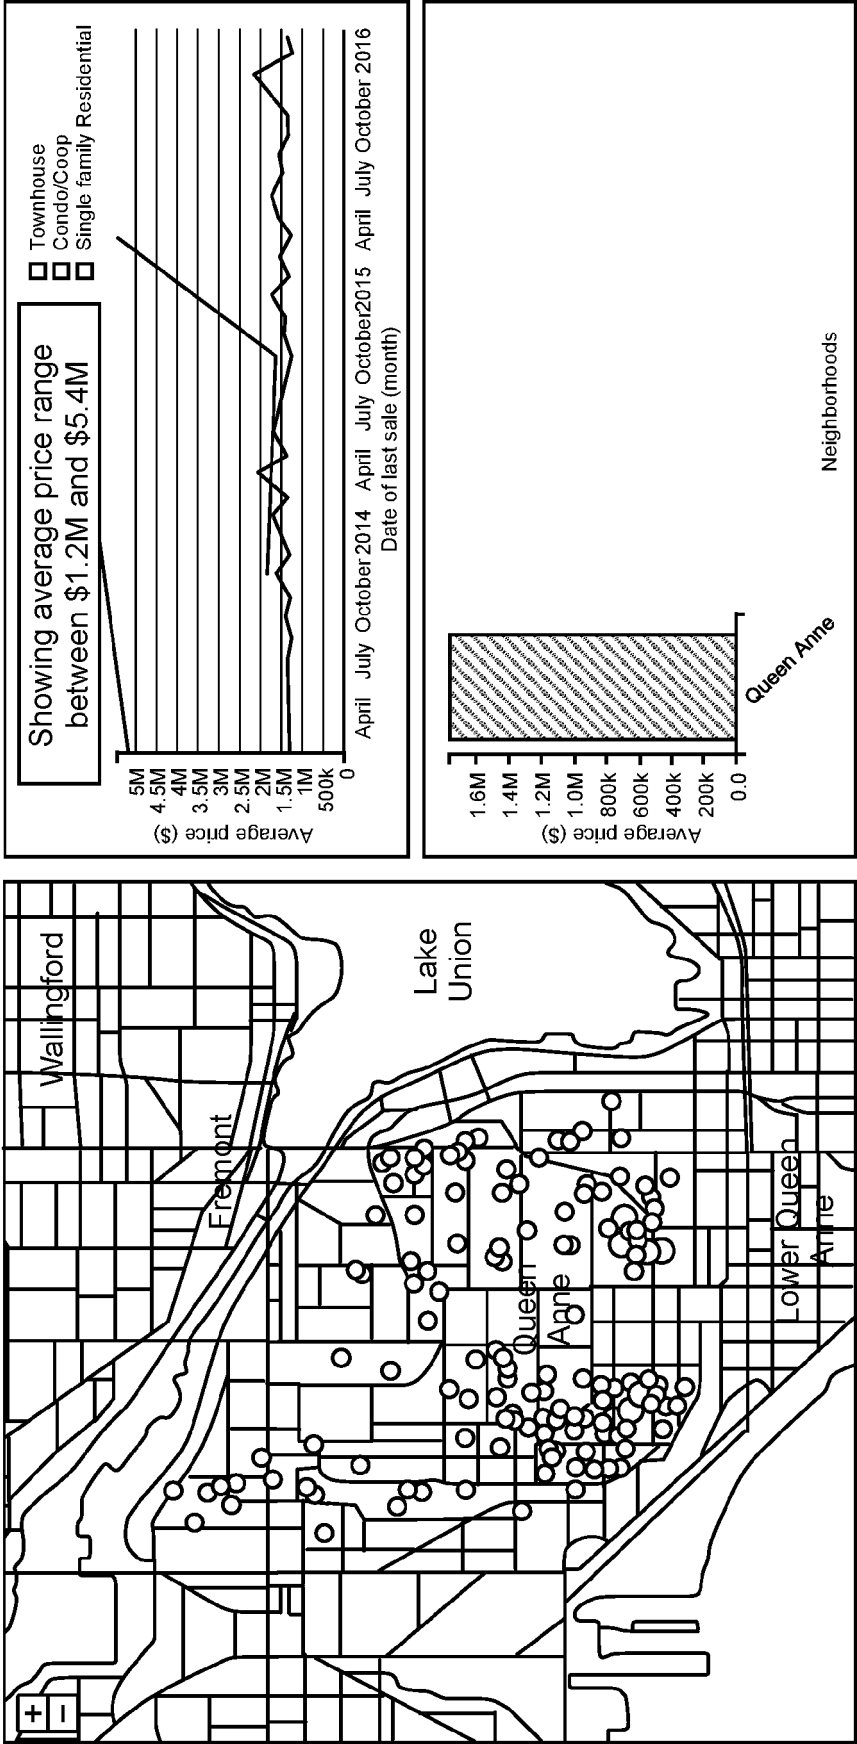 +
−
Wallingford
Fremont
Lake
Union
Queen
Anne
Lower Queen
Anne
Showing average price range
between $1.2M and $5.4M
Townhouse
Condo/Coop
Single family Residential
Average price ($)
5M
4.5M
4M
3.5M
3M
2.5M
2M
1.5M
1M
500k
0
April July October 2014 April July October2015 April July October 2016
Date of last sale (month)
Average price ($)
1.6M
1.4M
1.2M
1.0M
800k
600k
400k
200k
0.0
Queen Anne
Neighborhoods